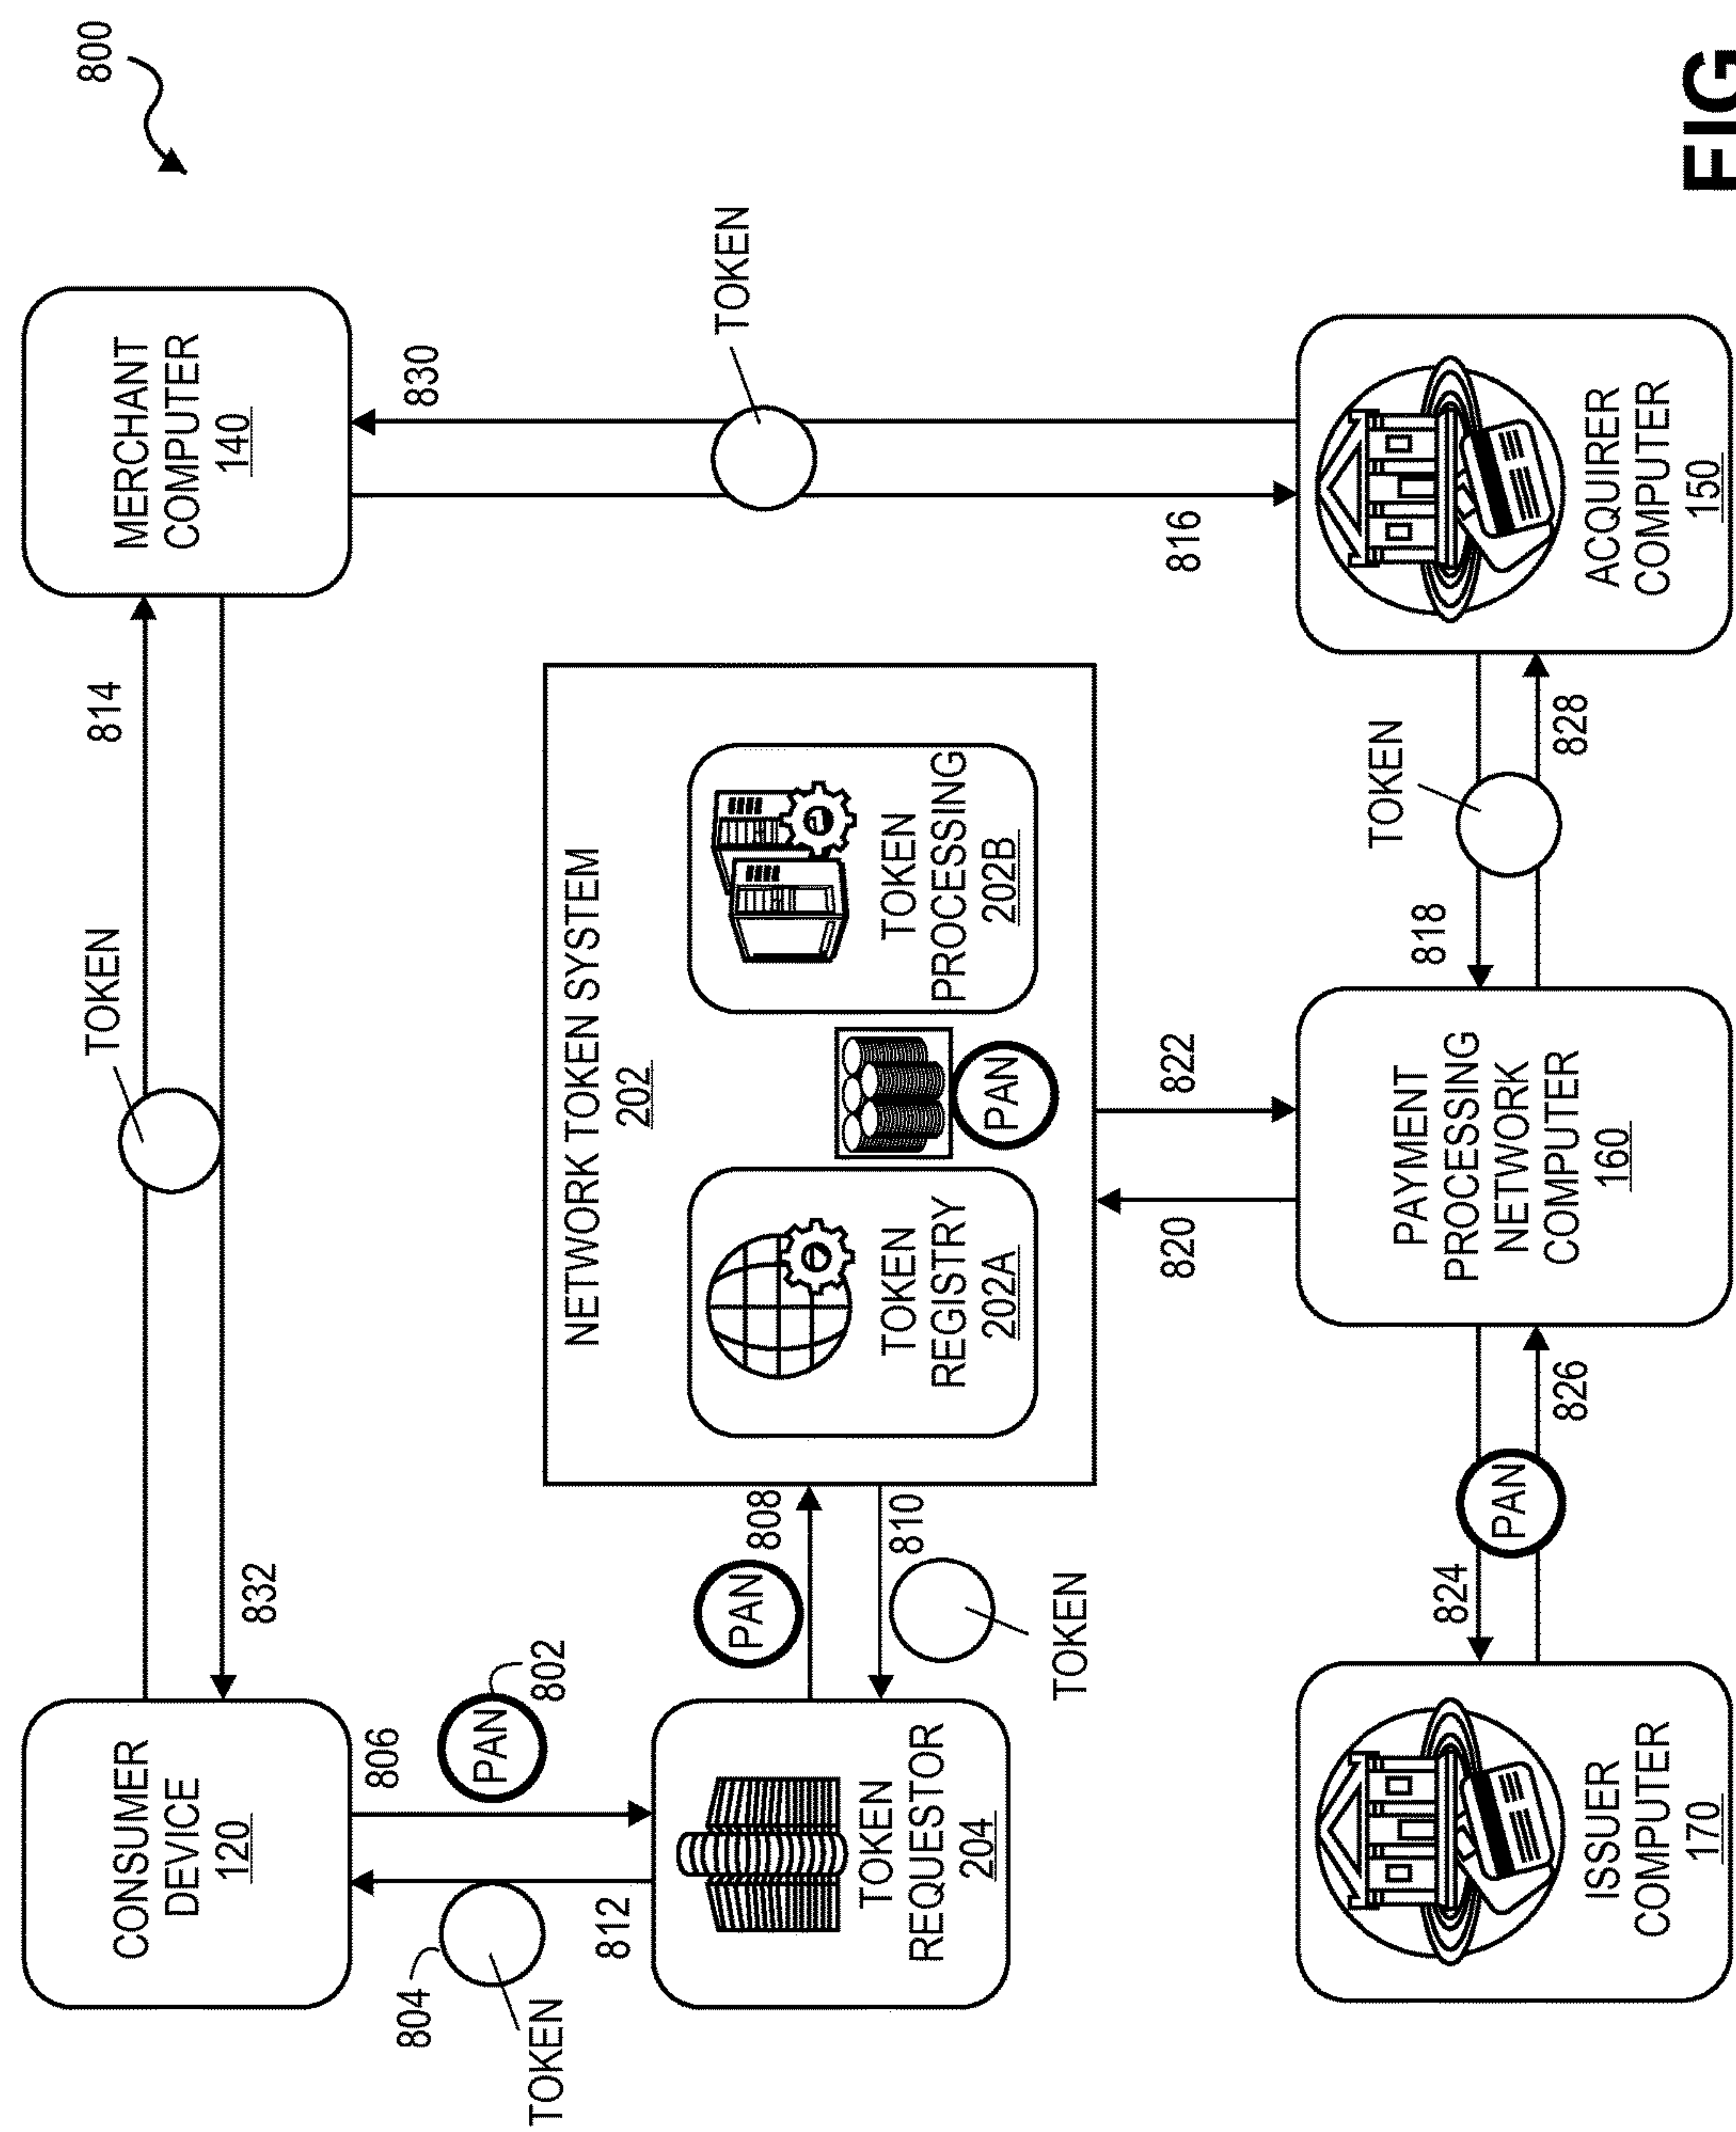 800
CONSUMER
DEVICE
120
814
TOKEN
832
MERCHANT
COMPUTER
140
806
PAN
802
804
TOKEN
812
TOKEN
REQUESTOR
204
PAN
808
810
TOKEN
NETWORK TOKEN SYSTEM
202
TOKEN
REGISTRY
202A
PAN
TOKEN
PROCESSING
202B
830
TOKEN
816
820
822
ISSUER
COMPUTER
170
824
PAN
826
PAYMENT
PROCESSING
NETWORK
COMPUTER
160
818
TOKEN
828
ACQUIRER
COMPUTER
150
FIG